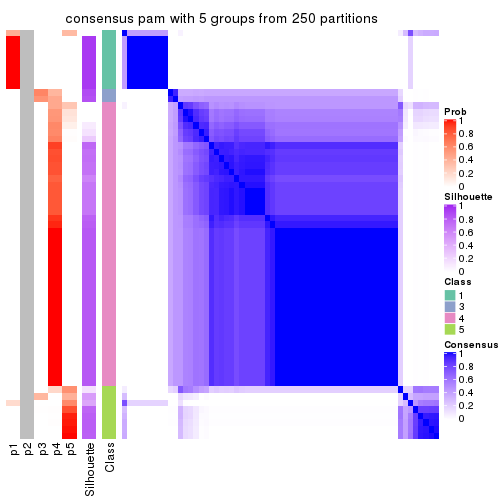 consensus pam with 5 groups from 250 partitions
Prob
1
0.8
0.6
0.4
0.2
0
Silhouette
1
0.8
0.6
0.4
0.2
0
Class
1
3
4
5
Consensus
1
0.8
0.6
0.4
0.2
0
p1
p2
p3
p4
p5
Silhouette
Class